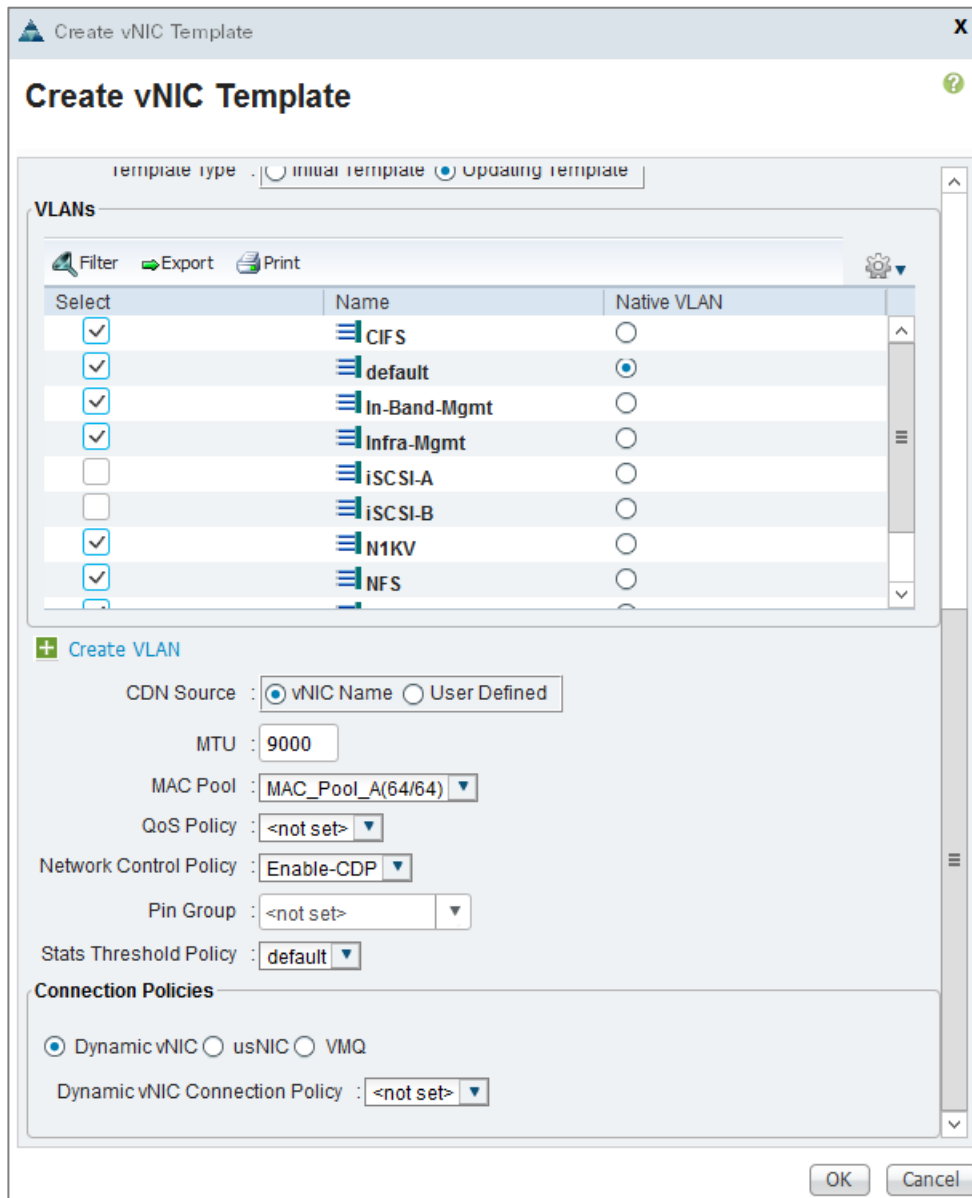 Create vNIC Template X
Create vNIC Template
Template Type : Initial Template Updating Template
VLANs
Filter Export Print
Select Name Native VLAN
CIFS
default
In-Band-Mgmt
Infra-Mgmt
iSCSI-A
iSCSI-B
N1KV
NFS
Create VLAN
CDN Source : vNIC Name User Defined
MTU : 9000
MAC Pool : MAC_Pool_A(64/64)
QoS Policy : <not set>
Network Control Policy : Enable-CDP
Pin Group : <not set>
Stats Threshold Policy : default
Connection Policies
Dynamic vNIC usNIC VMQ
Dynamic vNIC Connection Policy : <not set>
OK Cancel